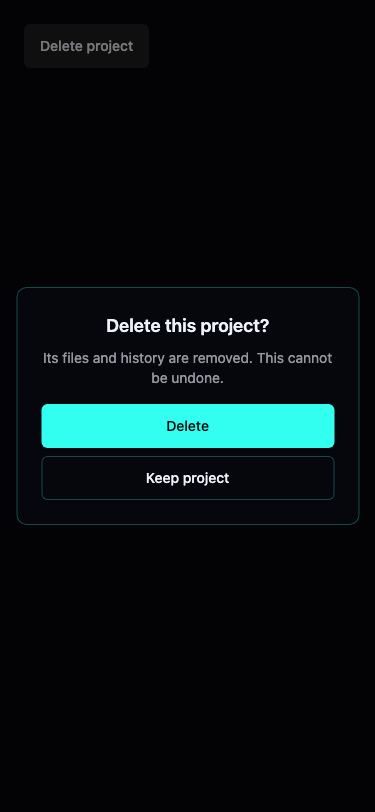 Delete project
Delete this project?
Its files and history are removed. This cannot
be undone.
Delete
Keep project